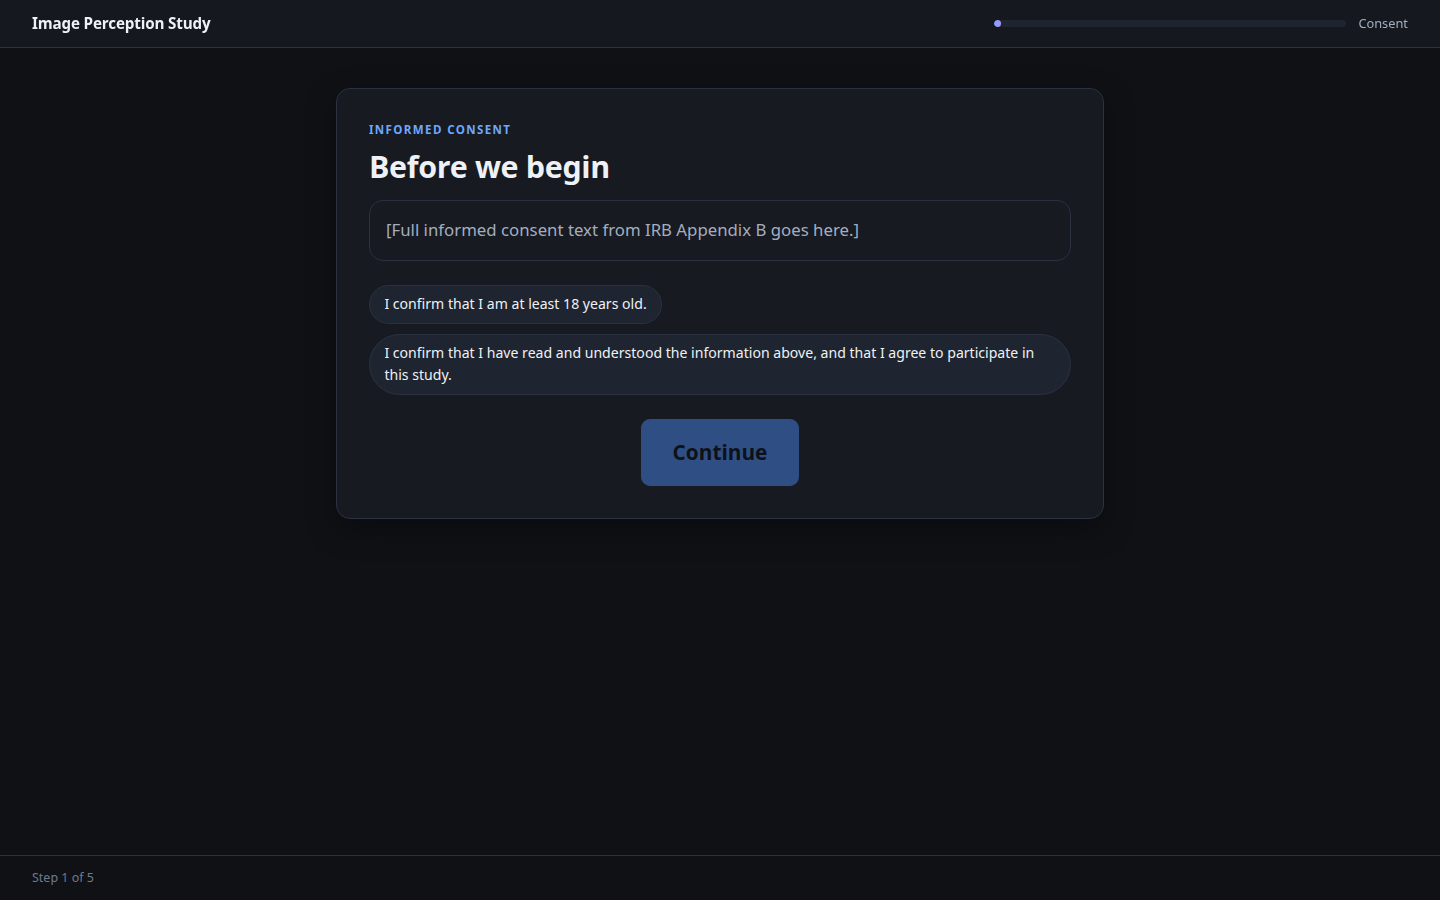 Image Perception Study
Consent
INFORMED CONSENT
Before we begin
[Full informed consent text from IRB Appendix B goes here.]
I confirm that I am at least 18 years old.
I confirm that I have read and understood the information above, and that I agree to participate in
this study.
Continue
Step 1 of 5